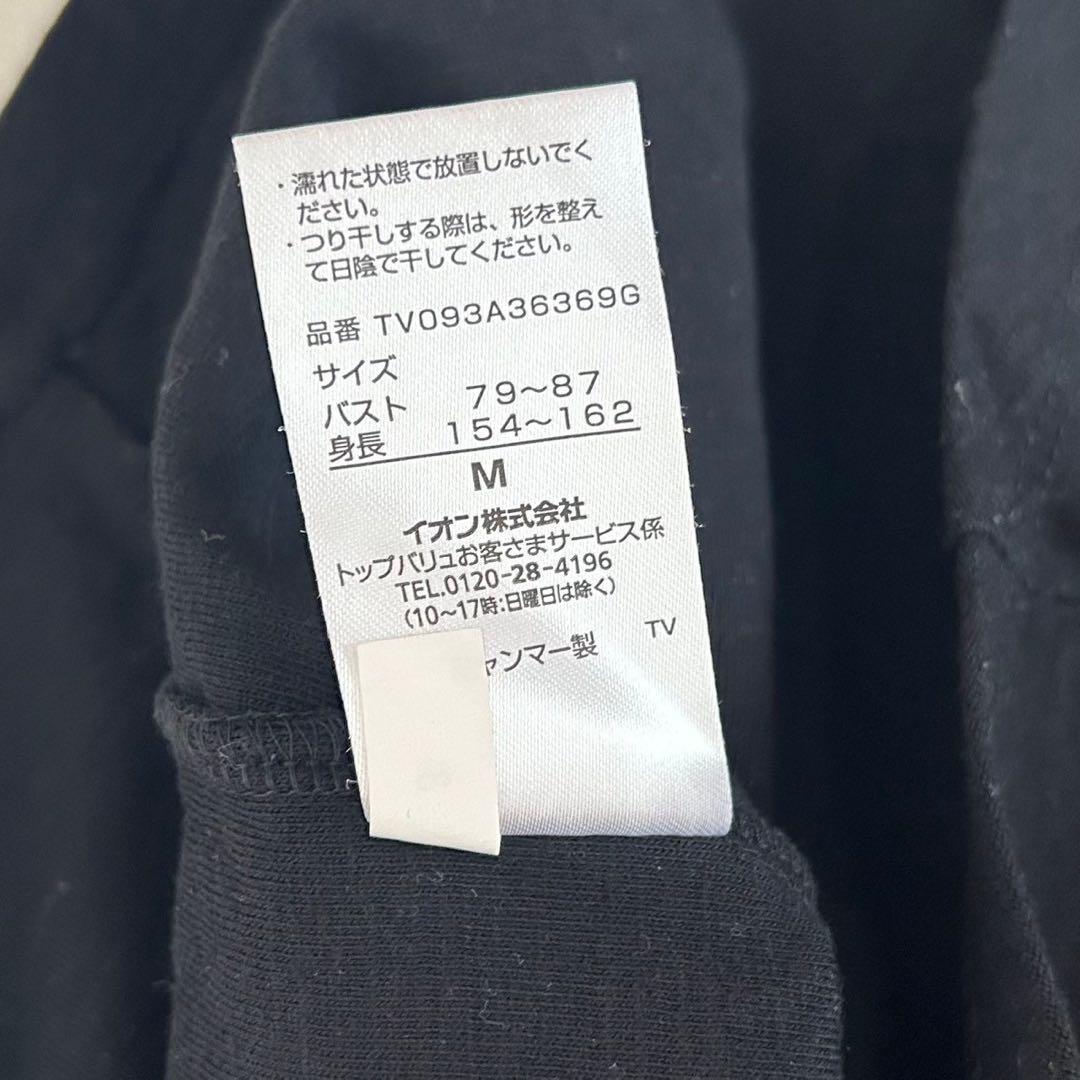 ・濡れた状態で放置しないでく
ださい。
・つり干しする際は、形を整え
て日陰で干してください。
品番 TV093A36369G
サイズ
バスト 79～87
身長 154～162
M
イオン株式会社
トップバリュお客さまサービス係
TEL.0120-28-4196
(10～17時:日曜日は除く)
ャンマー製 TV